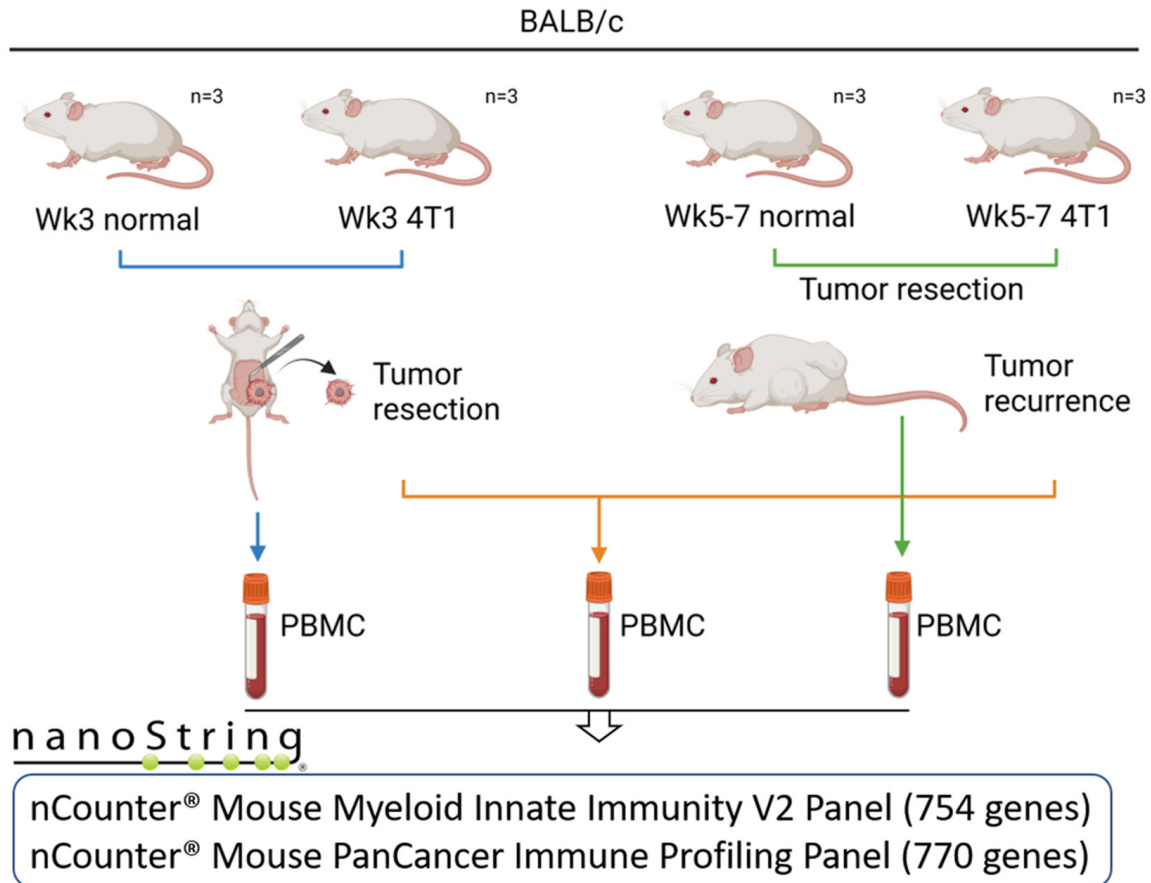 BALB/c
n=3
n=3
n=3
n=3
Wk3 normal
Wk3 4T1
Wk5-7 normal
Wk5-7 4T1
Tumor resection
Tumor
resection
Tumor
recurrence
PBMC
PBMC
PBMC
nanoString®
nCounter® Mouse Myeloid Innate Immunity V2 Panel (754 genes)
nCounter® Mouse PanCancer Immune Profiling Panel (770 genes)